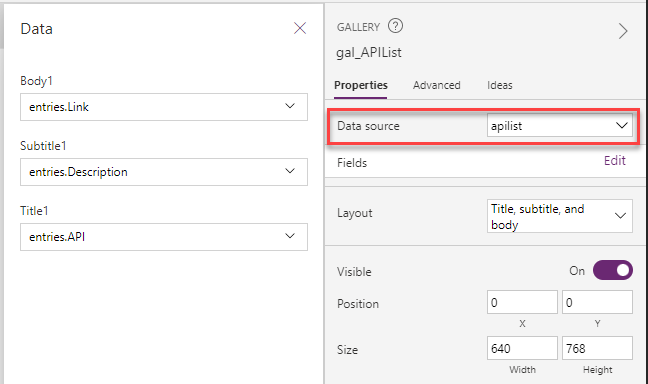 Data
Body1
entries.Link
Subtitle1
entries.Description
Title1
entries.API
GALLERY ?
gal_APIList
Properties Advanced Ideas
Data source apilist
Fields Edit
Layout Title, subtitle, and
body
Visible On
Position 0 0
X Y
Size 640 768
Width Height